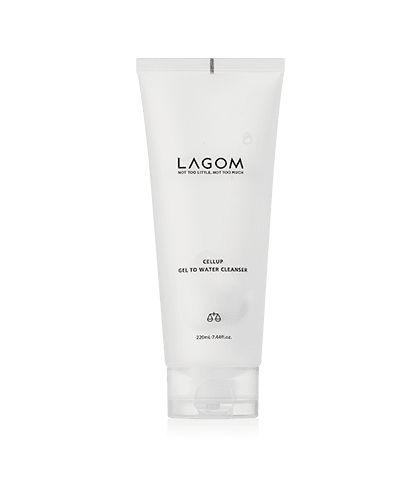 LAGOM
NOT TOO LITTLE, NOT TOO MUCH
CELLUP
GEL TO WATER CLEANSER
220mL·7.44fl.oz.